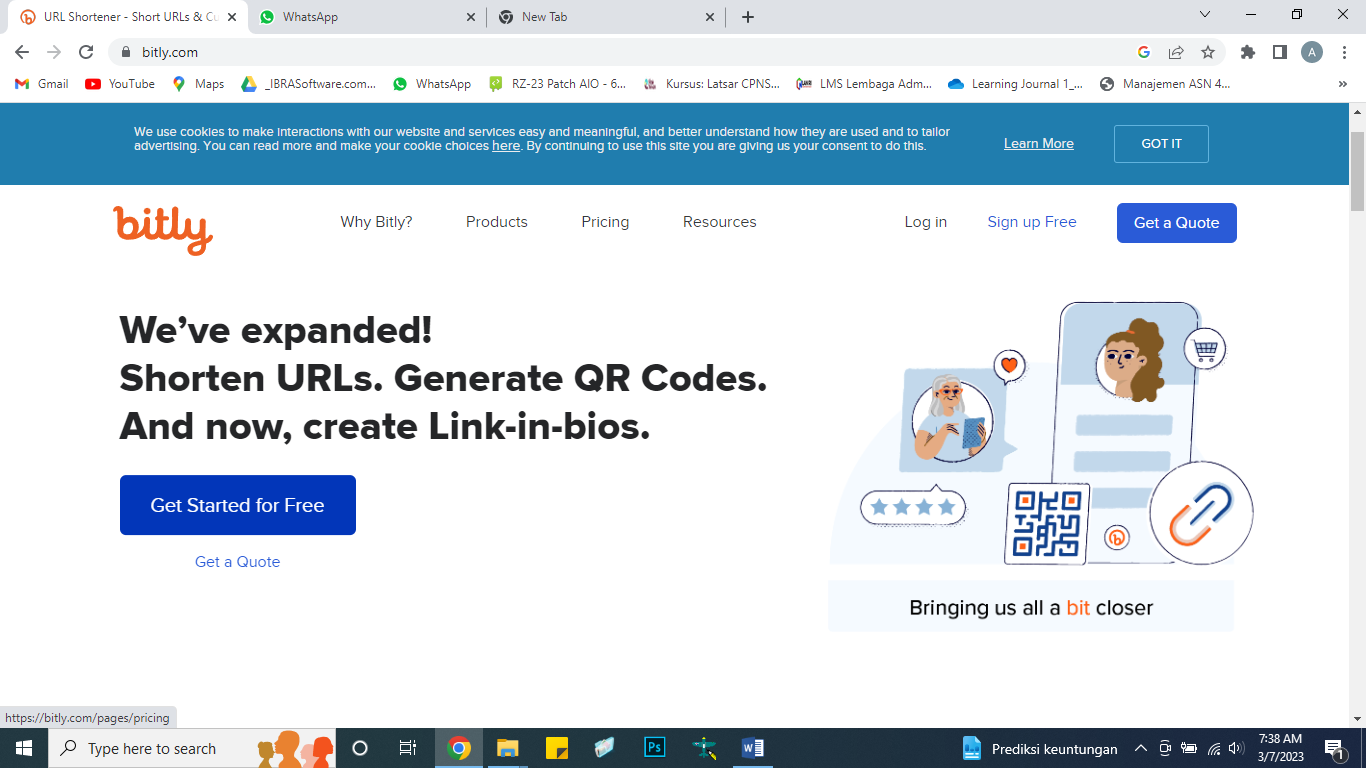 URL Shortener - Short URLs & Cu
WhatsApp
New Tab
bitly.com
A
Gmail
YouTube
Maps
_IBRASoftware.com...
WhatsApp
RZ-23 Patch AIO - 6...
Kursus: Latsar CPNS...
LMS Lembaga Adm...
Learning Journal 1_...
Manajemen ASN 4...
»
We use cookies to make interactions with our website and services easy and meaningful, and better understand how they are used and to tailor
advertising. You can read more and make your cookie choices here. By continuing to use this site you are giving us your consent to do this.
Learn More
GOT IT
bitly
Why Bitly?
Products
Pricing
Resources
Log in
Sign up Free
Get a Quote
We've expanded!
Shorten URLs. Generate QR Codes.
And now, create Link-in-bios.
Get Started for Free
Get a Quote
Bringing us all a bit closer
https://bitly.com/pages/pricing
Type here to search
Ps
W
Prediksi keuntungan
7:38 AM
3/7/2023
1